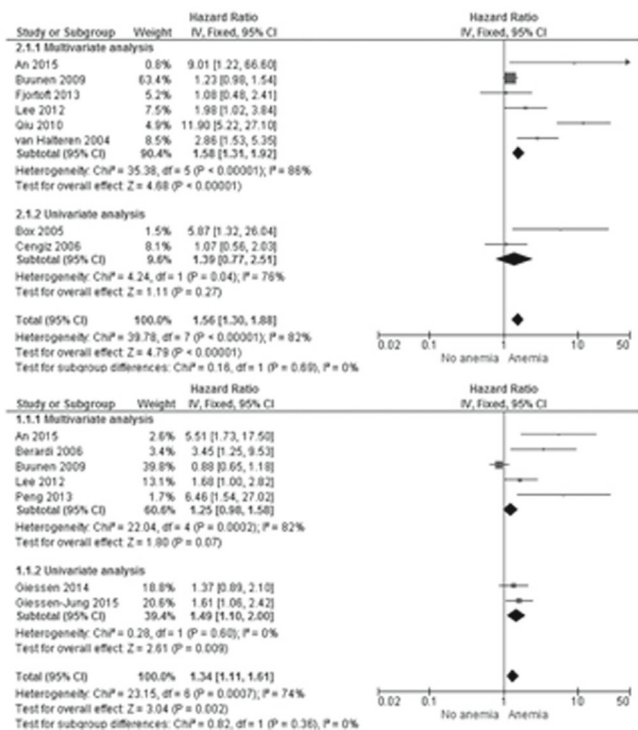 Hazard Ratio Hazard Ratio
Study or Subgroup Weight IV, Fixed, 95% CI IV, Fixed, 95% CI
2.1.1 Multivariate analysis
An 2015 0.8% 9.01 [1.22, 66.60]
Buunen 2009 63.4% 1.23 [0.98, 1.54]
Fjortoft 2013 5.2% 1.08 [0.48, 2.41]
Lee 2012 7.5% 1.98 [1.02, 3.84]
Qiu 2010 4.9% 11.90 [5.22, 27.10]
van Halteren 2004 8.5% 2.86 [1.53, 5.35]
Subtotal (95% CI) 90.4% 1.58 [1.31, 1.92]
Heterogeneity: Chi² = 35.38, df = 5 (P < 0.00001); I² = 86%
Test for overall effect: Z = 4.68 (P < 0.00001)
2.1.2 Univariate analysis
Box 2005 1.5% 5.87 [1.32, 26.04]
Cengiz 2006 8.1% 1.07 [0.56, 2.03]
Subtotal (95% CI) 9.6% 1.39 [0.77, 2.51]
Heterogeneity: Chi² = 4.24, df = 1 (P = 0.04); I² = 76%
Test for overall effect: Z = 1.11 (P = 0.27)
Total (95% CI) 100.0% 1.56 [1.30, 1.88]
Heterogeneity: Chi² = 39.78, df = 7 (P < 0.00001); I² = 82%
Test for overall effect: Z = 4.79 (P < 0.00001)
Test for subgroup differences: Chi² = 0.16, df = 1 (P = 0.69), I² = 0%
0.02 0.1 1 10 50
No anemia Anemia
Hazard Ratio Hazard Ratio
Study or Subgroup Weight IV, Fixed, 95% CI IV, Fixed, 95% CI
1.1.1 Multivariate analysis
An 2015 2.6% 5.51 [1.73, 17.50]
Berardi 2006 3.4% 3.45 [1.25, 9.53]
Buunen 2009 39.8% 0.88 [0.65, 1.18]
Lee 2012 13.1% 1.68 [1.00, 2.82]
Peng 2013 1.7% 6.46 [1.54, 27.02]
Subtotal (95% CI) 60.6% 1.25 [0.98, 1.58]
Heterogeneity: Chi² = 22.04, df = 4 (P = 0.0002); I² = 82%
Test for overall effect: Z = 1.80 (P = 0.07)
1.1.2 Univariate analysis
Giessen 2014 18.8% 1.37 [0.89, 2.10]
Giessen-Jung 2015 20.6% 1.61 [1.06, 2.42]
Subtotal (95% CI) 39.4% 1.49 [1.10, 2.00]
Heterogeneity: Chi² = 0.28, df = 1 (P = 0.60); I² = 0%
Test for overall effect: Z = 2.61 (P = 0.009)
Total (95% CI) 100.0% 1.34 [1.11, 1.61]
Heterogeneity: Chi² = 23.15, df = 6 (P = 0.0007); I² = 74%
Test for overall effect: Z = 3.04 (P = 0.002)
Test for subgroup differences: Chi² = 0.82, df = 1 (P = 0.36), I² = 0%
0.02 0.1 1 10 50
No anemia Anemia